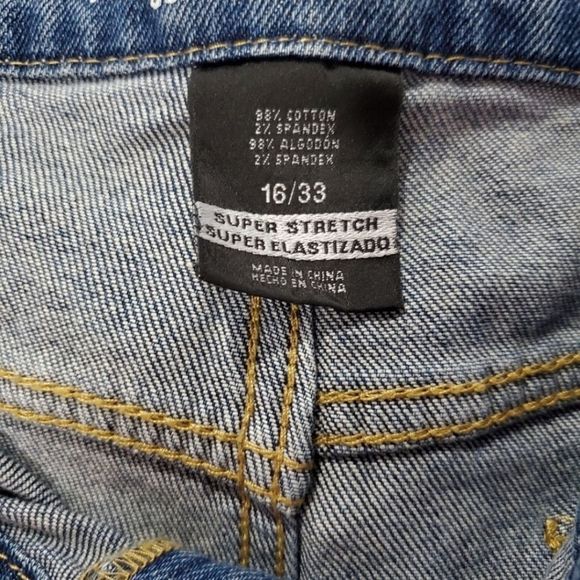 98% COTTON
2% SPANDEX
98% ALGODÓN
2% SPANDEX
16/33
SUPER STRETCH
SUPER ELASTIZADO
MADE IN CHINA
HECHO EN CHINA